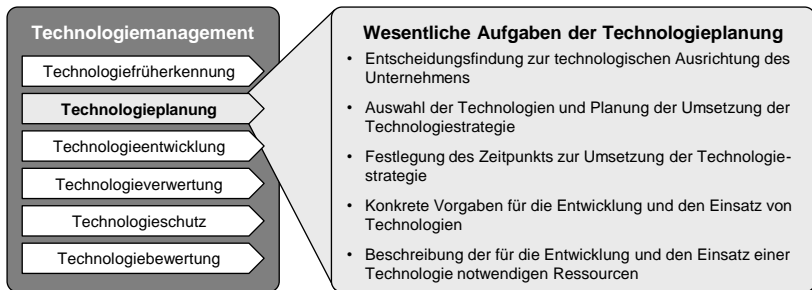 Technologiemanagement
Technologiefrüherkennung
Technologieplanung
Technologieentwicklung
Technologieverwertung
Technologieschutz
Technologiebewertung
Wesentliche Aufgaben der Technologieplanung
• Entscheidungsfindung zur technologischen Ausrichtung des
Unternehmens
• Auswahl der Technologien und Planung der Umsetzung der
Technologiestrategie
• Festlegung des Zeitpunkts zur Umsetzung der Technologie-
strategie
• Konkrete Vorgaben für die Entwicklung und den Einsatz von
Technologien
• Beschreibung der für die Entwicklung und den Einsatz einer
Technologie notwendigen Ressourcen